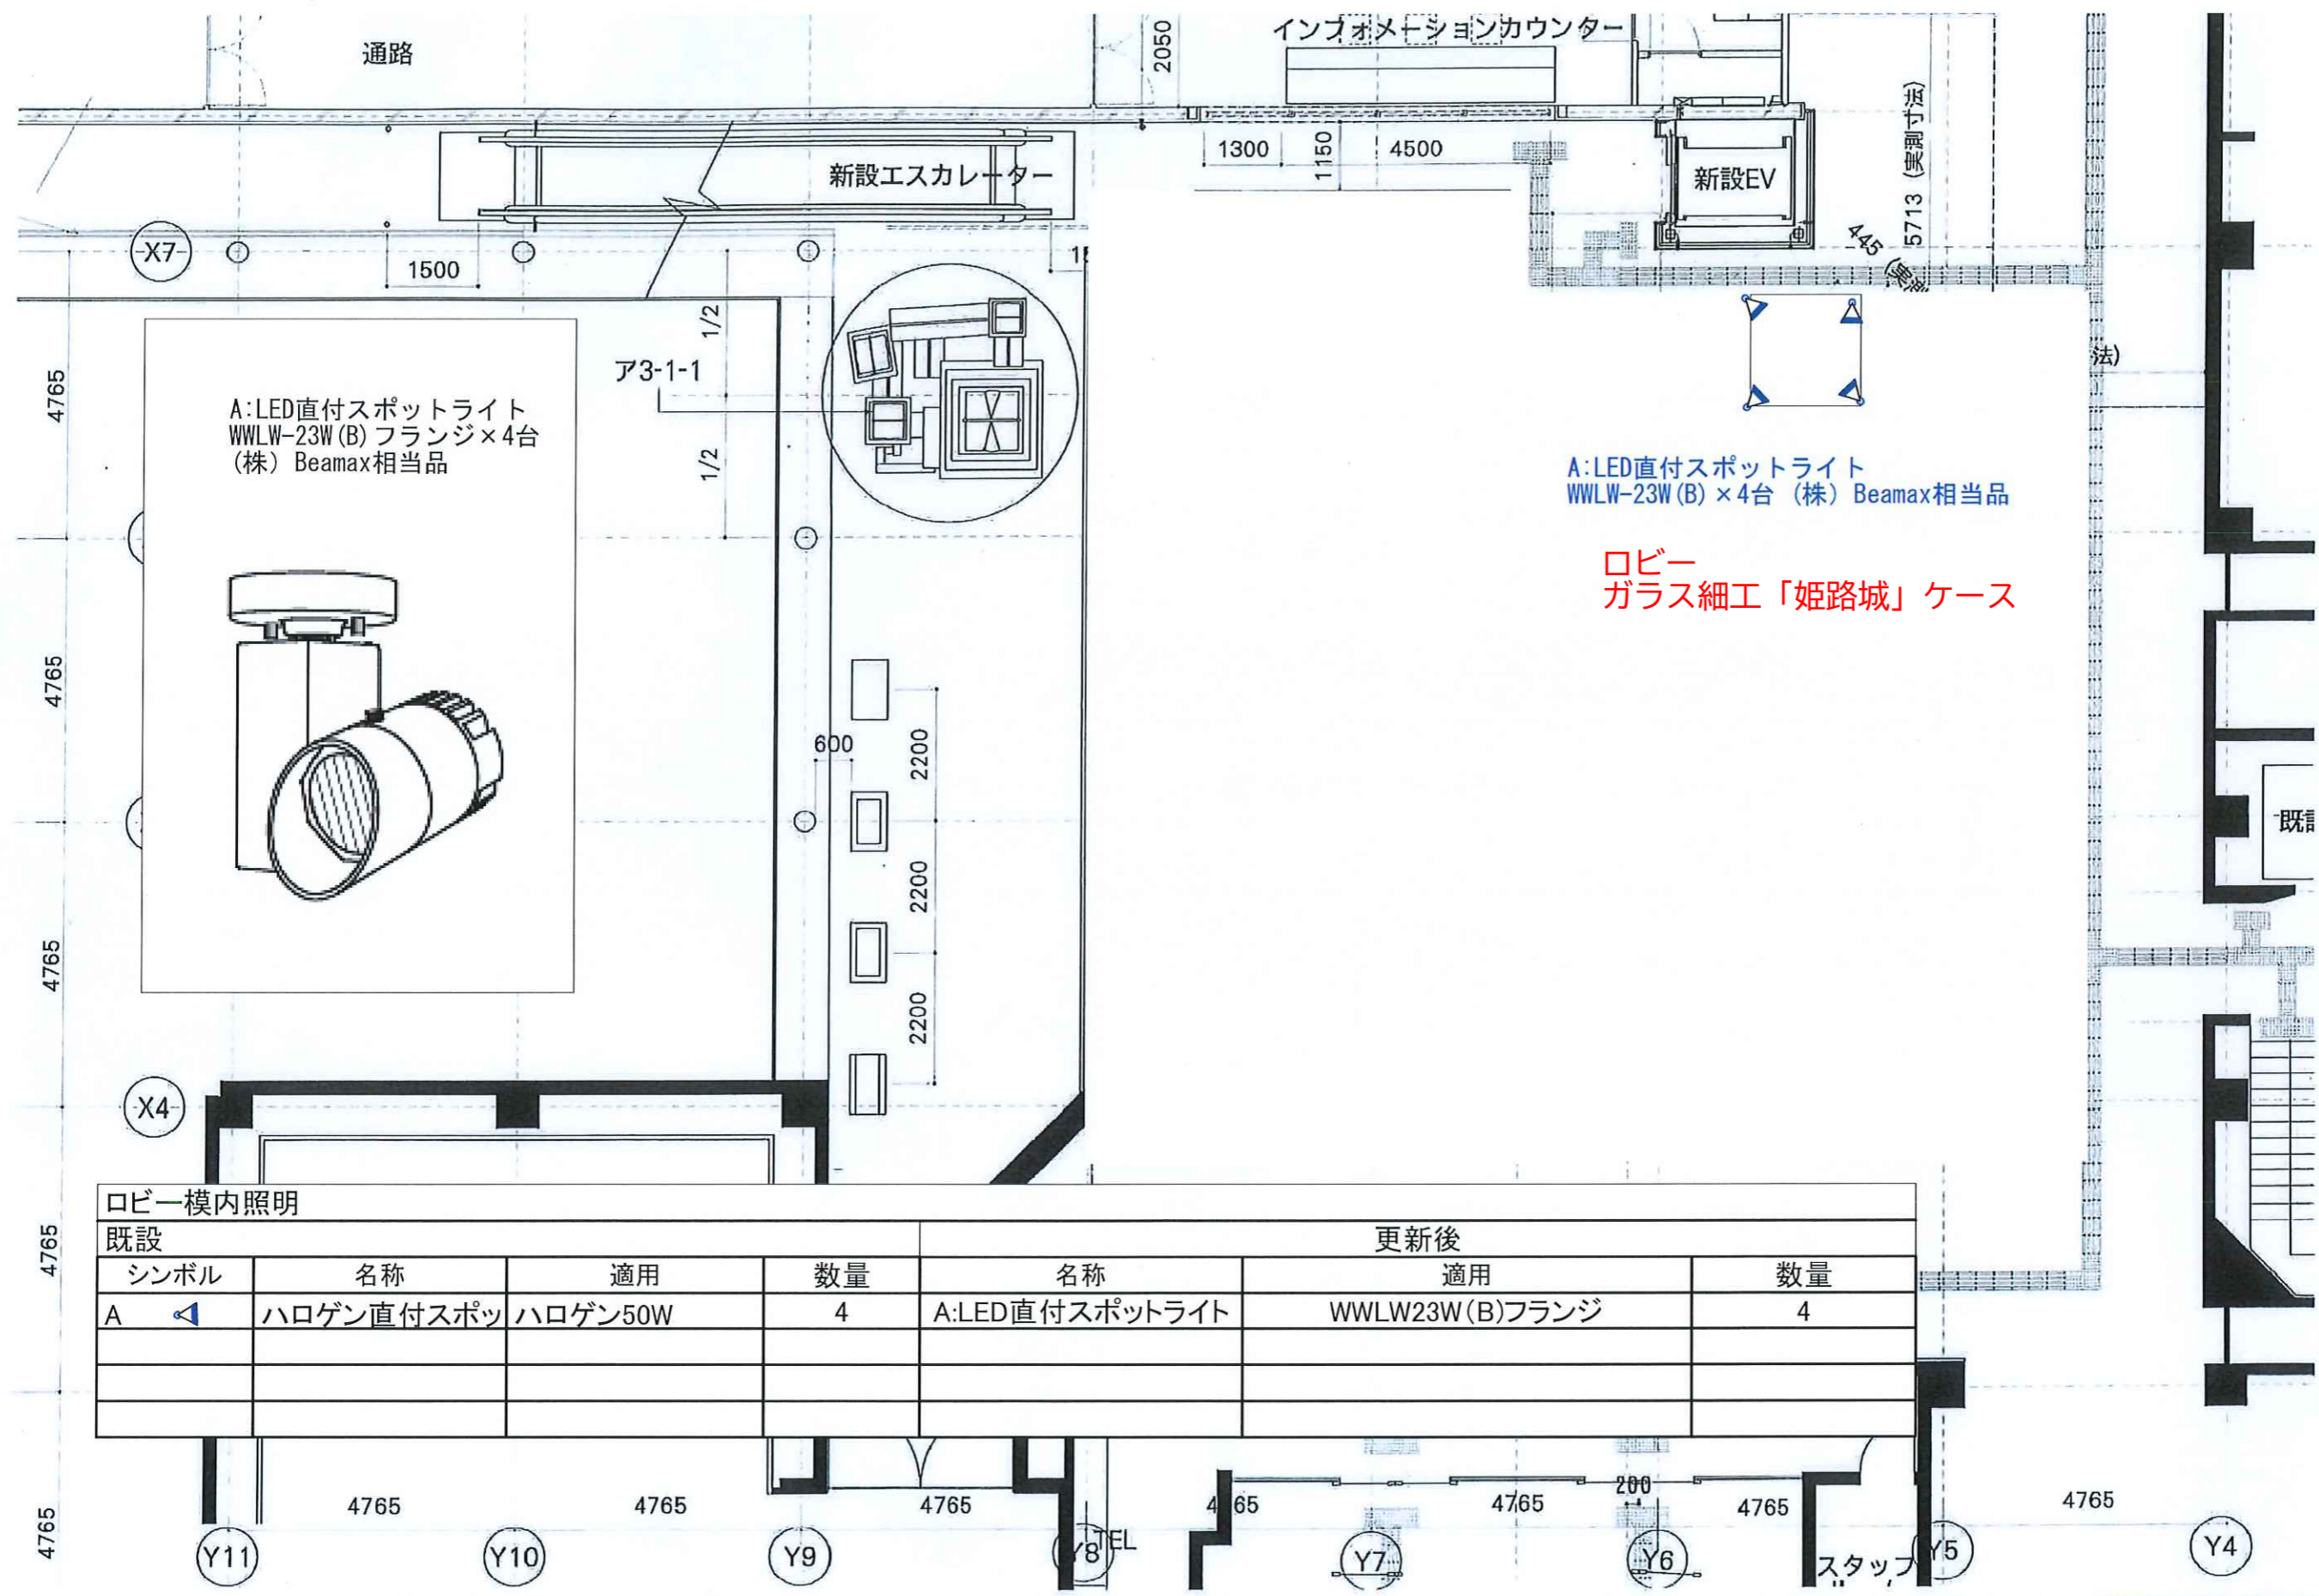 通路
2050
インフォメーションカウンター
新設エスカレーター
1300
1150
4500
新設EV
5713 (実測寸法)
445
X7
1500
1/2
1/2
ア3-1-1
法)
A:LED直付スポットライト
WWLW-23W(B)フランジ×4台
(株) Beamax相当品
A:LED直付スポットライト
WWLW-23W(B)×4台 (株) Beamax相当品
ロビー
ガラス細工「姫路城」ケース
4765
4765
4765
4765
4765
600
2200
2200
2200
X4
ロビー模内照明
既設 更新後
シンボル 名称 適用 数量 名称 適用 数量
A ハロゲン直付スポッ ハロゲン50W 4 A:LED直付スポットライト WWLW23W(B)フランジ 4
4765 4765 4765 4765 4765 200 4765 4765
Y11 Y10 Y9 Y8 TEL Y7 Y6 Y5 Y4
スタッフ